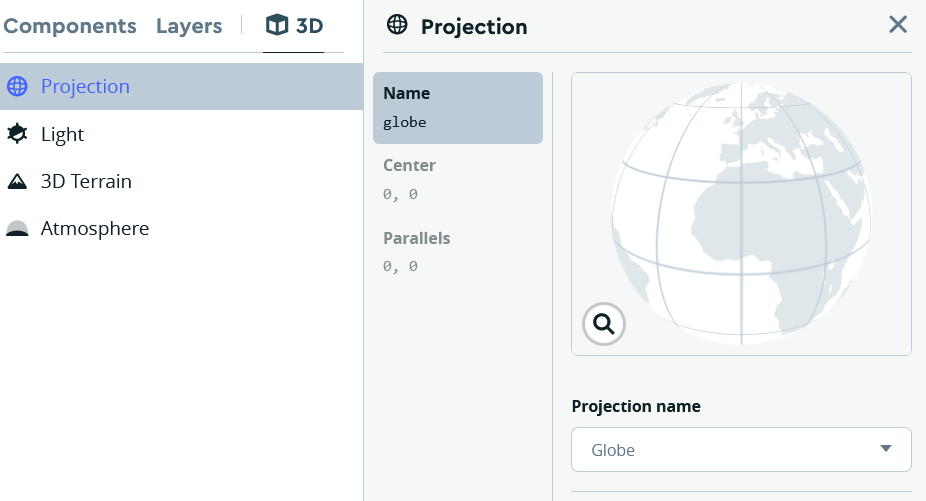 Components Layers 3D
Projection
Light
3D Terrain
Atmosphere
Projection
Name
globe
Center
0, 0
Parallels
0, 0
Projection name
Globe